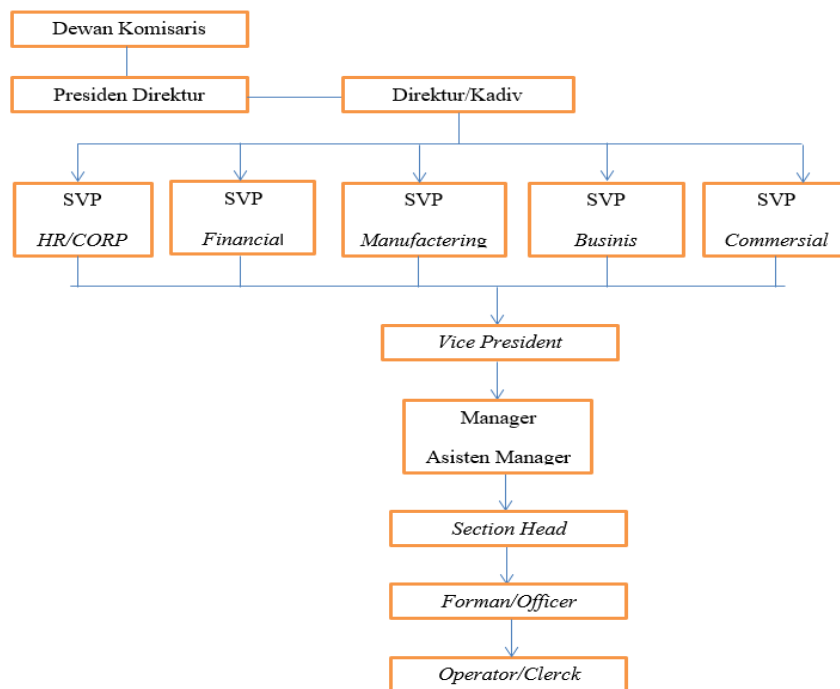 Dewan Komisaris
Presiden Direktur
Direktur/Kadiv
SVP
HR/CORP
SVP
Financial
SVP
Manufactering
SVP
Businis
SVP
Commersial
Vice President
Manager
Asisten Manager
Section Head
Forman/Officer
Operator/Clerck